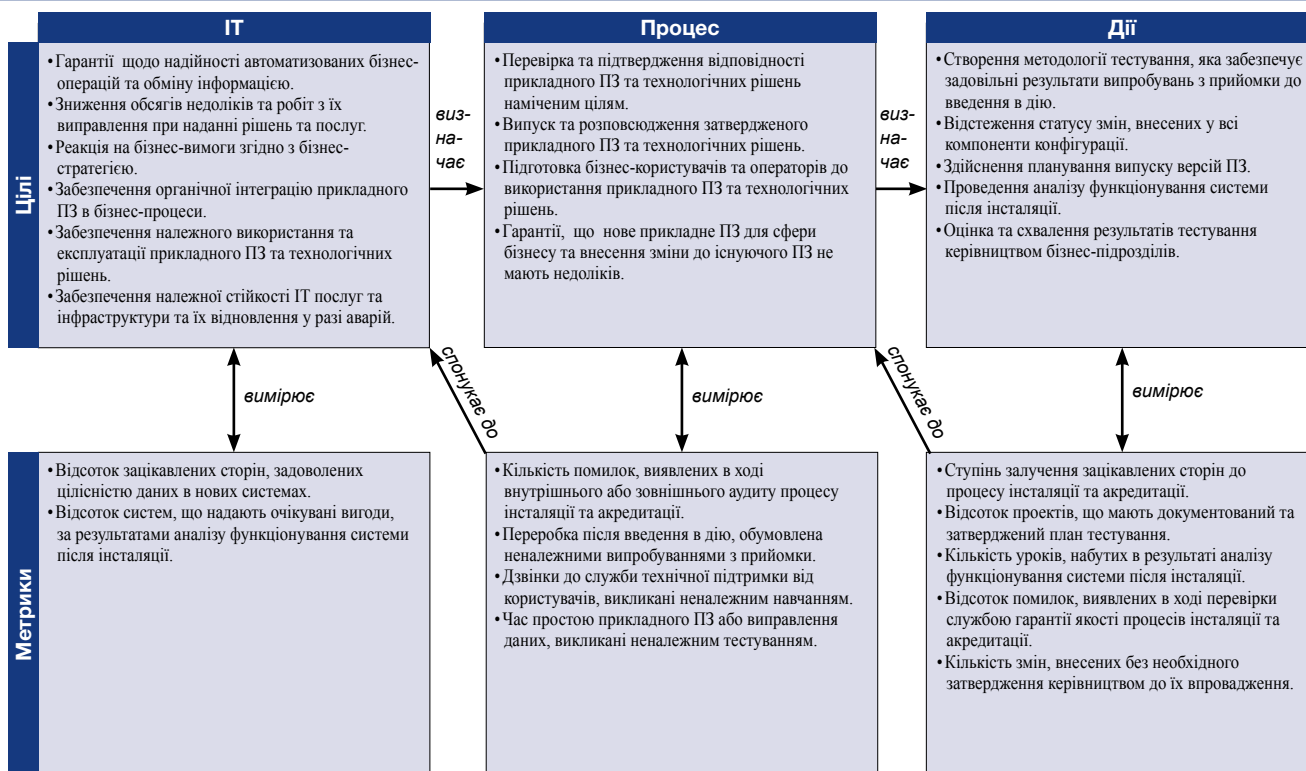 ІТ
Процес
Дії
Цілі
• Гарантії щодо надійності автоматизованих бізнес-
операцій та обміну інформацією.
• Зниження обсягів недоліків та робіт з їх
виправлення при наданні рішень та послуг.
• Реакція на бізнес-вимоги згідно з бізнес-
стратегією.
• Забезпечення органічної інтеграцію прикладного
ПЗ в бізнес-процеси.
• Забезпечення належного використання та
експлуатації прикладного ПЗ та технологічних
рішень.
• Забезпечення належної стійкості ІТ послуг та
інфраструктури та їх відновлення у разі аварій.
виз-
на-
чає
• Перевірка та підтвердження відповідності
прикладного ПЗ та технологічних рішень
наміченим цілям.
• Випуск та розповсюдження затвердженого
прикладного ПЗ та технологічних рішень.
• Підготовка бізнес-користувачів та операторів до
використання прикладного ПЗ та технологічних
рішень.
• Гарантії, що нове прикладне ПЗ для сфери
бізнесу та внесення зміни до існуючого ПЗ не
мають недоліків.
виз-
на-
чає
• Створення методології тестування, яка забезпечує
задовільні результати випробувань з прийомки до
введення в дію.
• Відстеження статусу змін, внесених у всі
компоненти конфігурації.
• Здійснення планування випуску версій ПЗ.
• Проведення аналізу функціонування системи
після інсталяції.
• Оцінка та схвалення результатів тестування
керівництвом бізнес-підрозділів.
вимірює
спонукає до
вимірює
спонукає до
вимірює
Метрики
• Відсоток зацікавлених сторін, задоволених
цілісністю даних в нових системах.
• Відсоток систем, що надають очікувані вигоди,
за результатами аналізу функціонування системи
після інсталяції.
• Кількість помилок, виявлених в ході
внутрішнього або зовнішнього аудиту процесу
інсталяції та акредитації.
• Переробка після введення в дію, обумовлена
неналежними випробуваннями з прийомки.
• Дзвінки до служби технічної підтримки від
користувачів, викликані неналежним навчанням.
• Час простою прикладного ПЗ або виправлення
даних, викликані неналежним тестуванням.
• Ступінь залучення зацікавлених сторін до
процесу інсталяції та акредитації.
• Відсоток проектів, що мають документований та
затверджений план тестування.
• Кількість уроків, набутих в результаті аналізу
функціонування системи після інсталяції.
• Відсоток помилок, виявлених в ході перевірки
службою гарантії якості процесів інсталяції та
акредитації.
• Кількість змін, внесених без необхідного
затвердження керівництвом до їх впровадження.